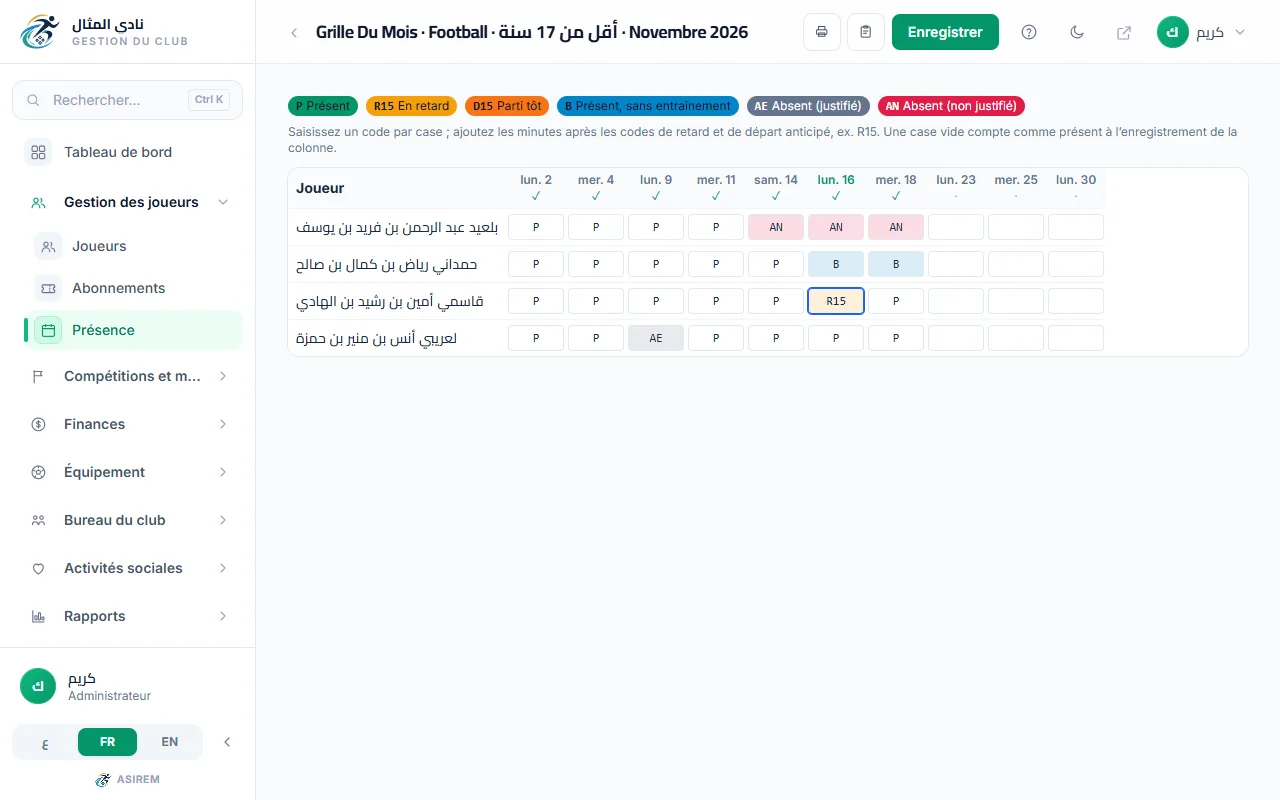 نادي المثال
GESTION DU CLUB
Rechercher...
Ctrl K
Tableau de bord
Gestion des joueurs
Joueurs
Abonnements
Présence
Compétitions et m...
Finances
Équipement
Bureau du club
Activités sociales
Rapports
كريم
Administrateur
ع
FR
EN
ASIREM
Grille Du Mois · Football · أقل من 17 سنة · Novembre 2026
Enregistrer
ك كريم
P Présent
R15 En retard
D15 Parti tôt
B Présent, sans entraînement
AE Absent (justifié)
AN Absent (non justifié)
Saisissez un code par case ; ajoutez les minutes après les codes de retard et de départ anticipé, ex. R15. Une case vide compte comme présent à l’enregistrement de la
colonne.
Joueur lun. 2 mer. 4 lun. 9 mer. 11 sam. 14 lun. 16 mer. 18 lun. 23 mer. 25 lun. 30
✓ ✓ ✓ ✓ ✓ ✓ ✓ · · ·
بلعيد عبد الرحمن بن فريد بن يوسف P P P P AN AN AN
حمداني رياض بن كمال بن صالح P P P P P B B
قاسمي أمين بن رشيد بن الهادي P P P P P R15 P
لعريبي أنس بن منير بن حمزة P P AE P P P P